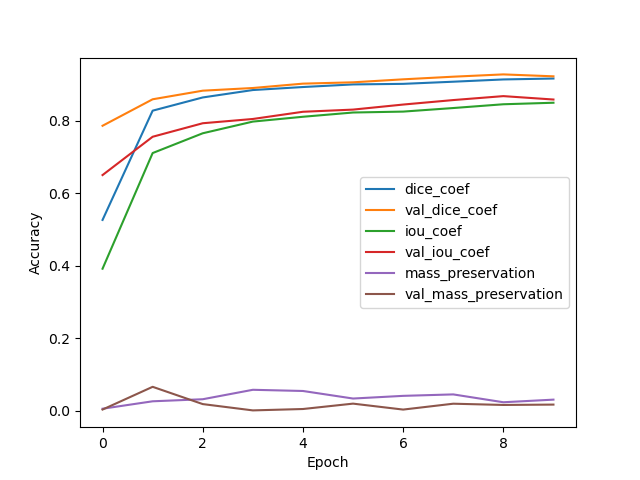 0.8
0.6
0.4
0.2
0.0
Accuracy
dice_coef
val_dice_coef
iou_coef
val_iou_coef
mass_preservation
val_mass_preservation
0 2 4 6 8
Epoch